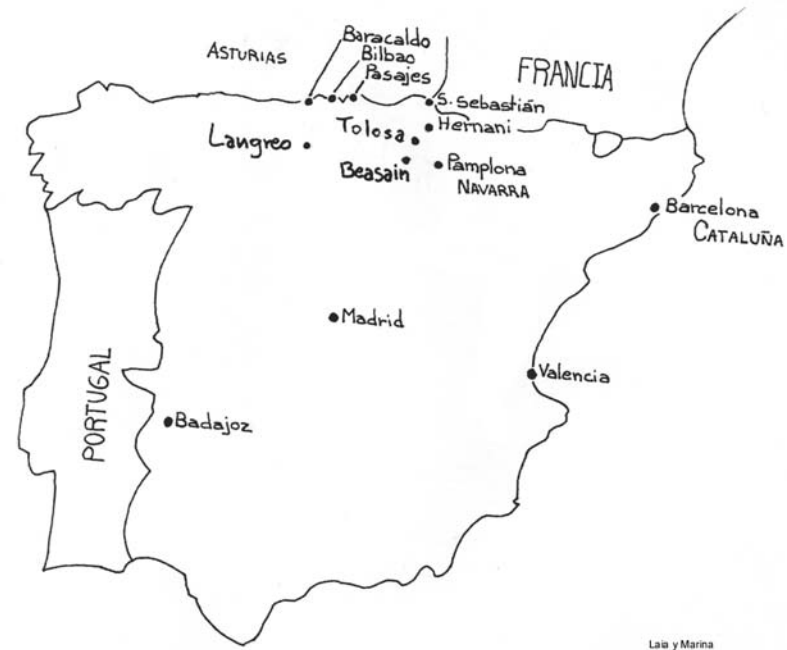 Baracaldo
ASTURIAS
Bilbao
Pasajes
FRANCIA
S. Sebastián
Hernani
Tolosa
Langreo
Beasain
Pamplona
NAVARRA
Barcelona
CATALUÑA
Madrid
Valencia
PORTUGAL
Badajoz
Laia y Marina